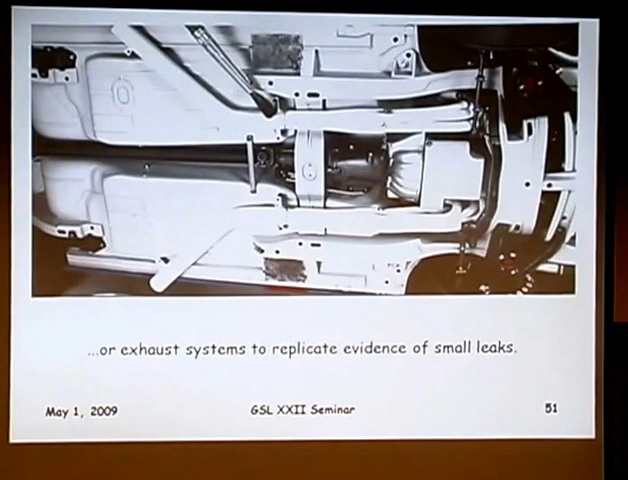 ...or exhaust systems to replicate evidence of small leaks.
May 1, 2009 GSL XXII Seminar 51